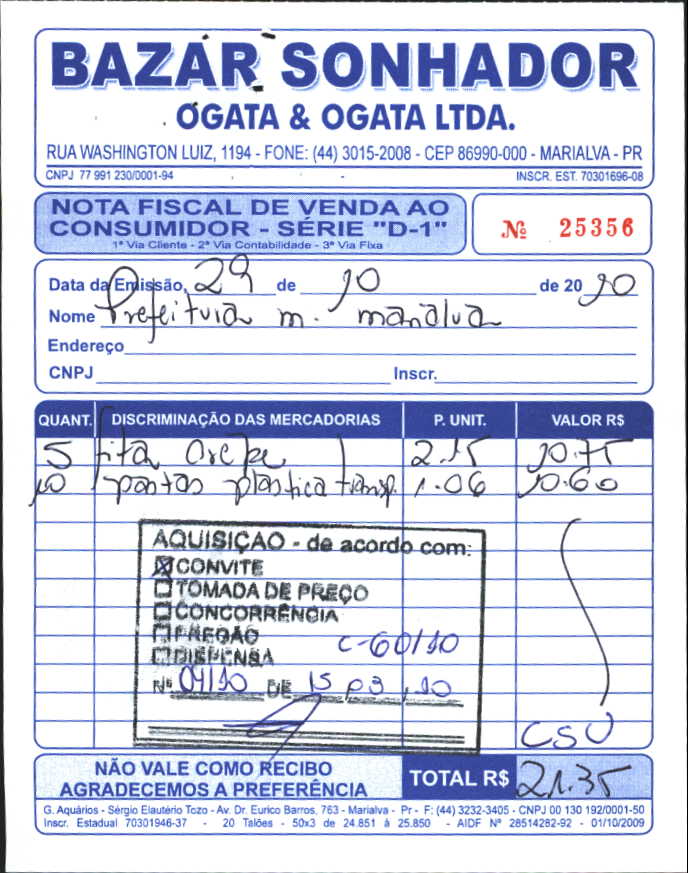 BAZAR SONHADOR
OGATA & OGATA LTDA.
RUA WASHINGTON LUIZ, 1194 - FONE: (44) 3015-2008 - CEP 86990-000 - MARIALVA - PR
CNPJ 77 991 230/0001-94 INSCR. EST. 70301696-08
NOTA FISCAL DE VENDA AO
CONSUMIDOR - SÉRIE "D-1"
1ª Via Cliente - 2ª Via Contabilidade - 3ª Via Fixa
Nº 25356
Data da Emissão, 29 de 10 de 20 10
Nome Prefeitura m. marialva
Endereço
CNPJ Inscr.
QUANT. DISCRIMINAÇÃO DAS MERCADORIAS P. UNIT. VALOR R$
5 fita crepe 2.15 10.75
10 pastas plastica transp. 1.06 10.60
AQUISIÇAO - de acordo com:
CONVITE
TOMADA DE PREÇO
CONCORRÊNCIA
PREGÃO C-60/10
DISPENSA
Nº 04/10 DE 15 03 10
CSU
NÃO VALE COMO RECIBO
AGRADECEMOS A PREFERÊNCIA
TOTAL R$ 21.35
G. Aquários - Sérgio Elautério Tozo - Av. Dr. Eurico Barros, 763 - Marialva - Pr - F: (44) 3232-3405 - CNPJ 00 130 192/0001-50
Inscr. Estadual 70301946-37 - 20 Talões - 50x3 de 24.851 à 25.850 - AIDF Nº 28514282-92 - 01/10/2009